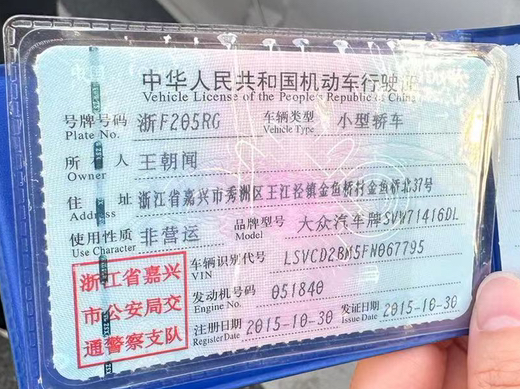 中华人民共和国机动车行驶证
Vehicle License of the People's Republic of China
号牌号码 浙F205RG 车辆类型 小型轿车
Plate No. Vehicle Type
所有人 王朝闻
Owner
住址 浙江省嘉兴市秀洲区王江泾镇金鱼桥村金鱼桥北37号
Address
使用性质 非营运 品牌型号 大众汽车牌SVW71416DL
Use Character Model
浙江省嘉兴
市公安局交
通警察支队
车辆识别代号 LSVCD2BM5FN067795
VIN
发动机号码 051840
Engine No.
注册日期 2015-10-30 发证日期 2015-10-30
Register Date Issue Date